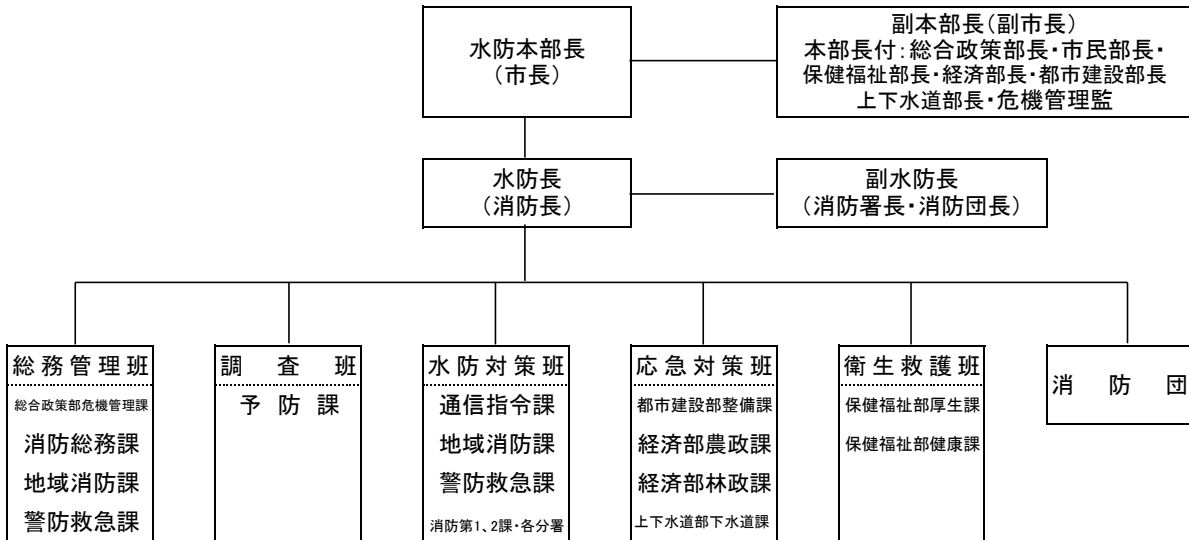 水防本部長
（市長）
副本部長（副市長）
本部長付：総合政策部長・市民部長・
保健福祉部長・経済部長・都市建設部長
上下水道部長・危機管理監
水防長
（消防長）
副水防長
（消防署長・消防団長）
総務管理班
総合政策部危機管理課
消防総務課
地域消防課
警防救急課
調査班
予防課
水防対策班
通信指令課
地域消防課
警防救急課
消防第1、2課・各分署
応急対策班
都市建設部整備課
経済部農政課
経済部林政課
上下水道部下水道課
衛生救護班
保健福祉部厚生課
保健福祉部健康課
消防団